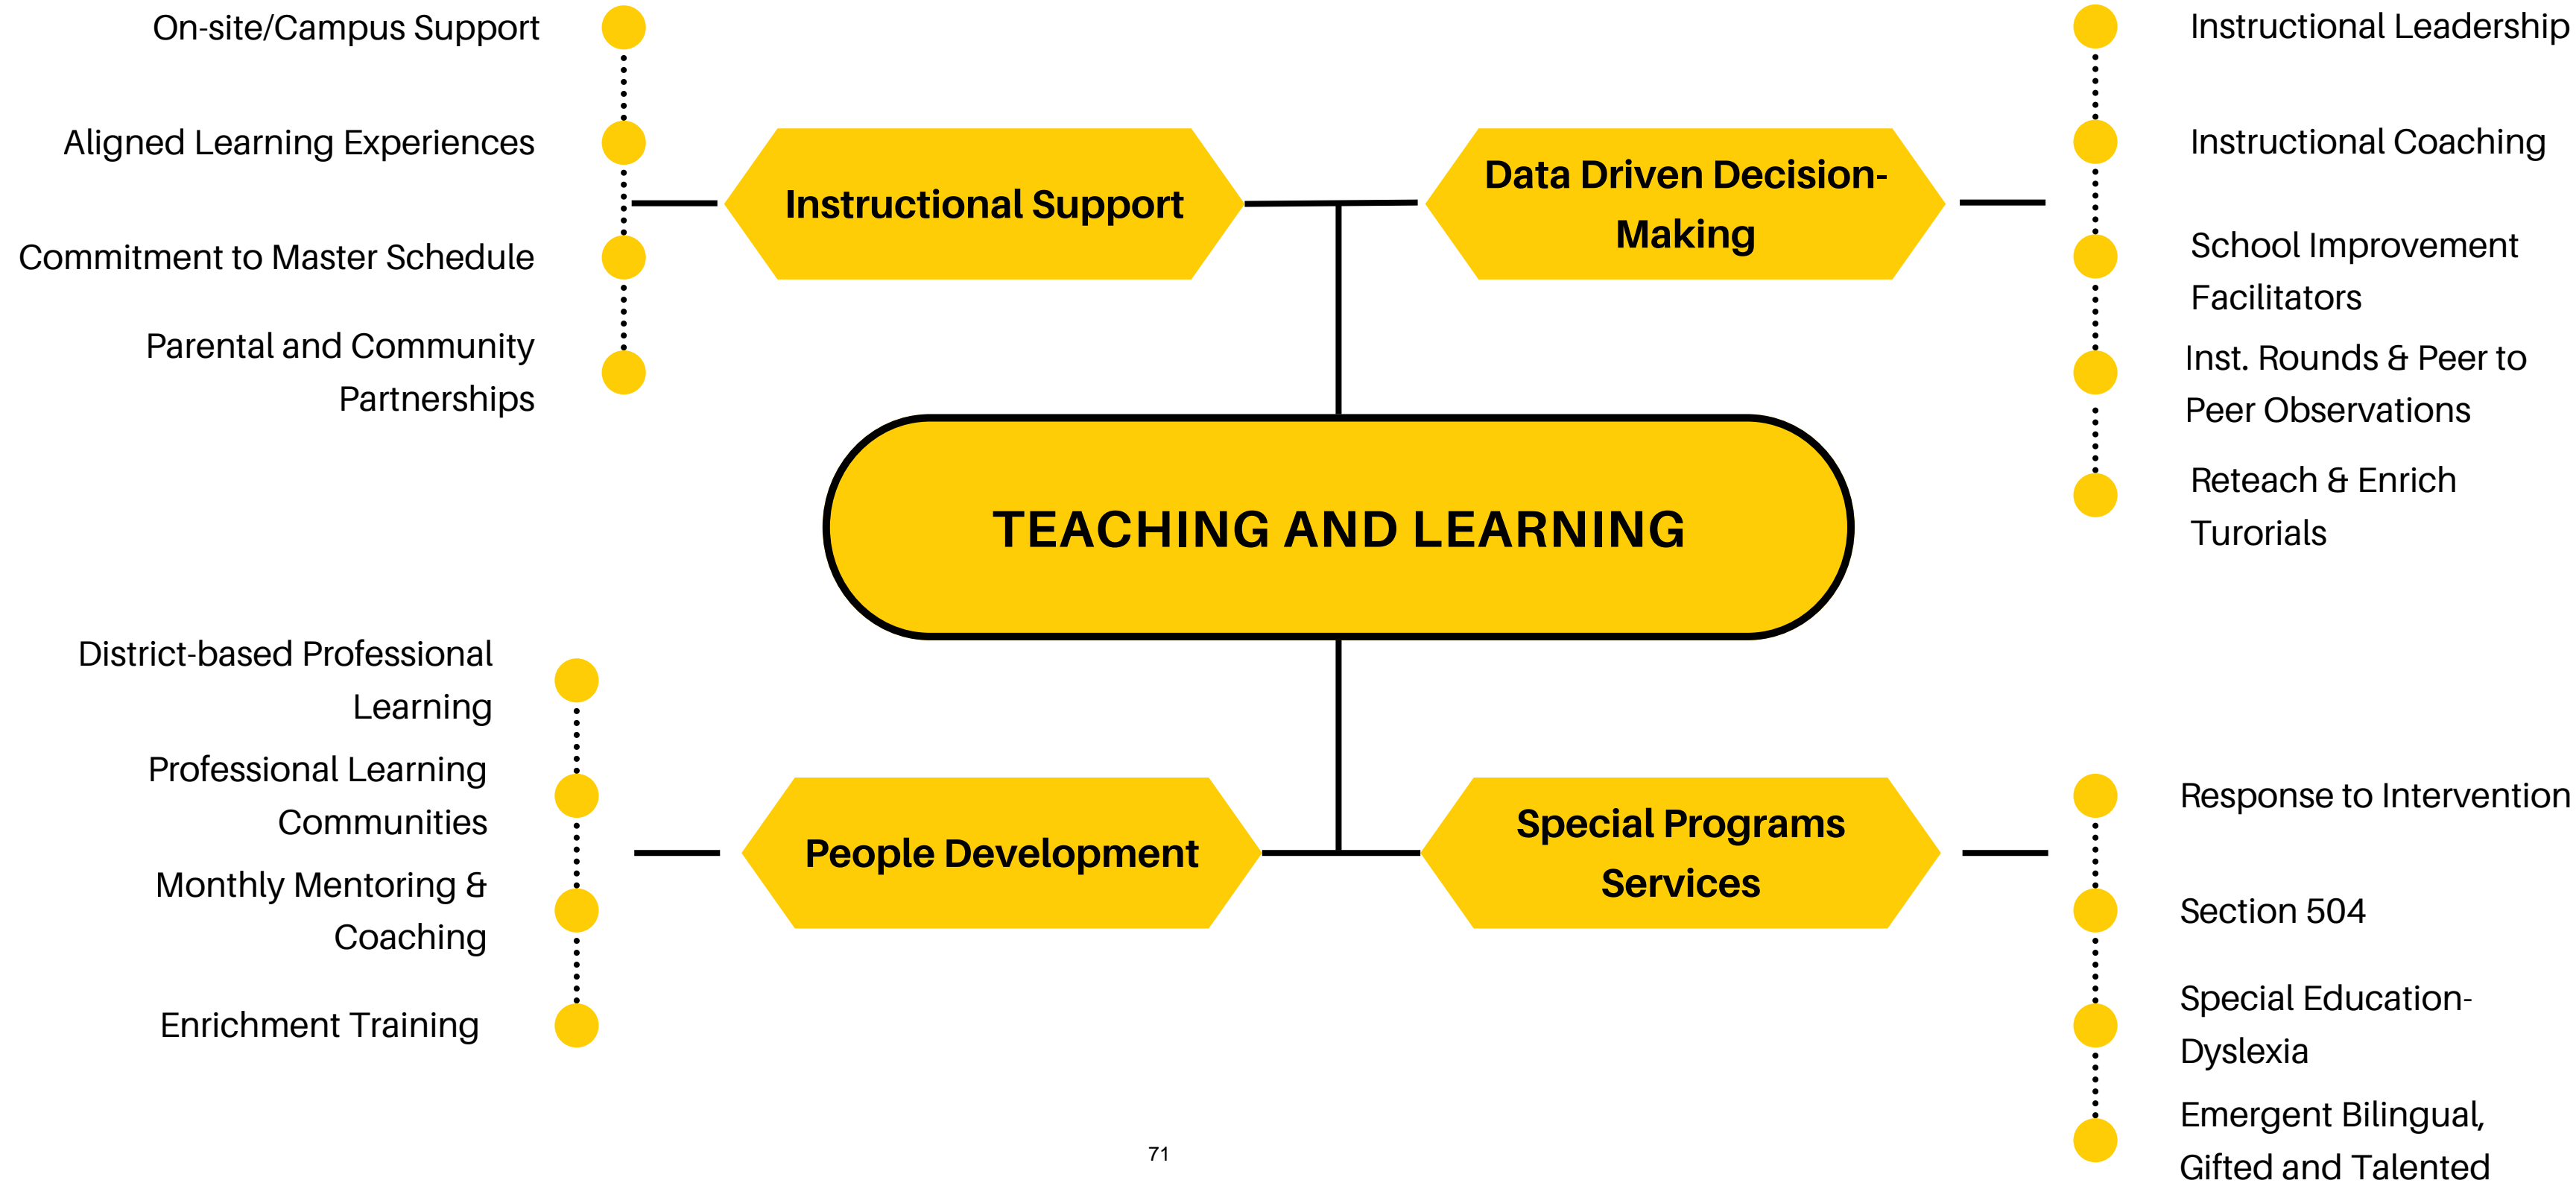 On-site/Campus Support
Aligned Learning Experiences
Commitment to Master Schedule
Parental and Community
Partnerships
Instructional Support
Data Driven Decision-
Making
Instructional Leadership
Instructional Coaching
School Improvement
Facilitators
Inst. Rounds & Peer to
Peer Observations
Reteach & Enrich
Turorials
TEACHING AND LEARNING
District-based Professional
Learning
Professional Learning
Communities
Monthly Mentoring &
Coaching
Enrichment Training
People Development
Special Programs
Services
Response to Intervention
Section 504
Special Education-
Dyslexia
Emergent Bilingual,
Gifted and Talented
71